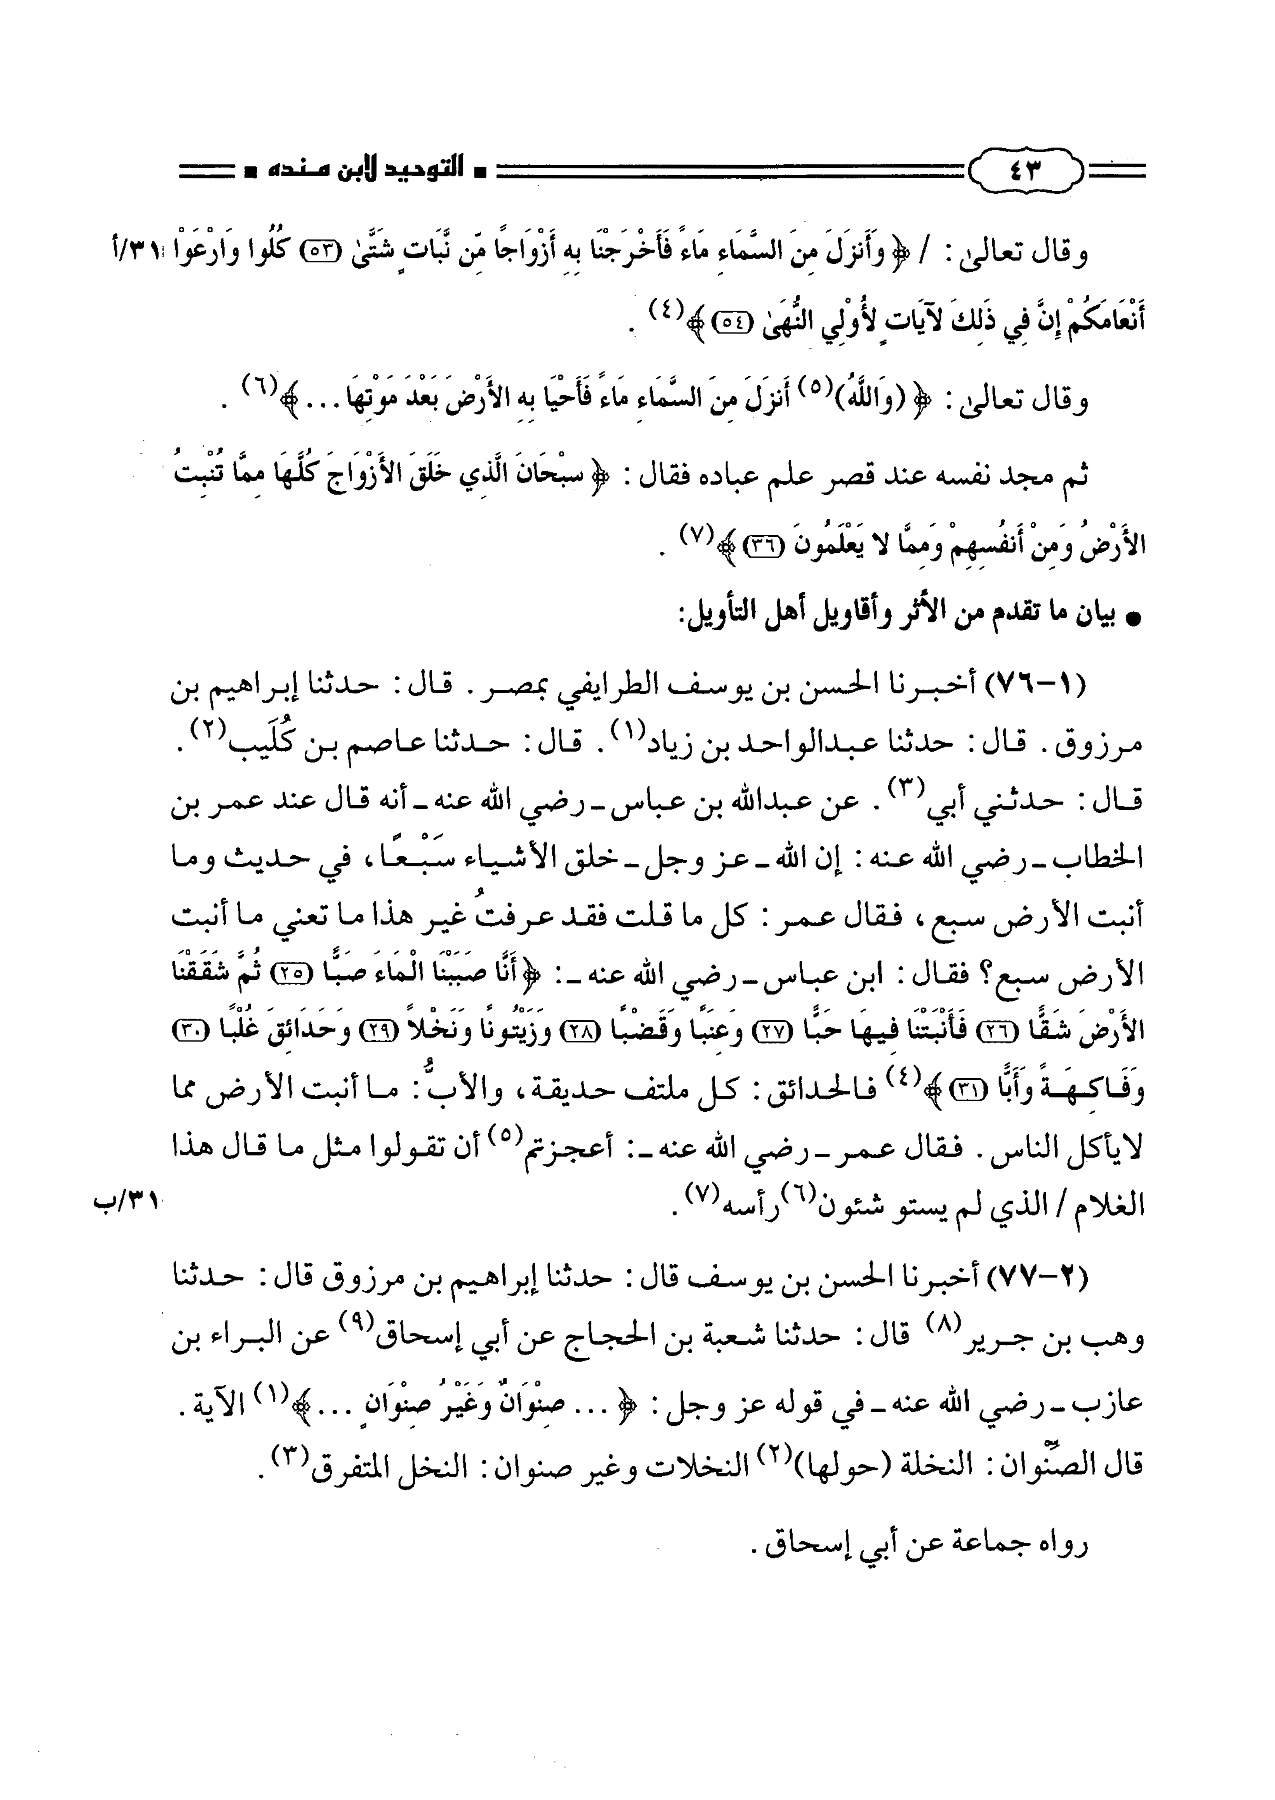 ٤٣ ■ التوحيد لابن منده ■
وقال تعالىٰ: / ﴿وَأَنزَلَ مِنَ السَّمَاءِ مَاءً فَأَخْرَجْنَا بِهِ أَزْوَاجًا مِّن نَّبَاتٍ شَتَّىٰ (٥٣) كُلُوا وَارْعَوْا ٣١/أ
أَنْعَامَكُمْ إِنَّ فِي ذَلِكَ لآيَاتٍ لأُوْلِي النُّهَىٰ (٥٤)﴾(٤).
وقال تعالىٰ: ﴿(وَاللَّهُ)(٥) أَنزَلَ مِنَ السَّمَاءِ مَاءً فَأَحْيَا بِهِ الأَرْضَ بَعْدَ مَوْتِهَا...﴾(٦).
ثم مجد نفسه عند قصر علم عباده فقال: ﴿سبْحَانَ الَّذِي خَلَقَ الأَزْوَاجَ كُلَّهَا مِمَّا تُنْبِتُ
الأَرْضُ وَمِنْ أَنفُسِهِمْ وَمِمَّا لا يَعْلَمُونَ (٣٦)﴾(٧).
● بيان ما تقدم من الأثر وأقاويل أهل التأويل:
(١-٧٦) أخبرنا الحسن بن يوسف الطرايفي بمصر. قال: حدثنا إبراهيم بن
مرزوق. قال: حدثنا عبدالواحد بن زياد(١). قال: حدثنا عاصم بن كُلَيب(٢).
قال: حدثني أبي(٣). عن عبدالله بن عباس ـ رضي الله عنه ـ أنه قال عند عمر بن
الخطاب ـ رضي الله عنه: إن الله ـ عز وجل ـ خلق الأشياء سَبْعًا، في حديث وما
أنبت الأرض سبع، فقال عمر: كل ما قلت فقد عرفتُ غير هذا ما تعني ما أنبت
الأرض سبع؟ فقال: ابن عباس ـ رضي الله عنه ـ: ﴿أَنَّا صَبَبْنَا الْمَاءَ صَبًّا (٢٥) ثُمَّ شَقَقْنَا
الأَرْضَ شَقًّا (٢٦) فَأَنْبَتْنَا فِيهَا حَبًّا (٢٧) وَعِنَبًا وَقَضْبًا (٢٨) وَزَيْتُونًا وَنَخْلاً (٢٩) وَحَدَائِقَ غُلْبًا (٣٠)
وَفَاكِهَةً وَأَبًّا (٣١)﴾(٤) فالحدائق: كل ملتف حديقة، والأبُّ: ما أنبت الأرض مما
لايأكل الناس. فقال عمر ـ رضي الله عنه ـ: أعجزتم(٥) أن تقولوا مثل ما قال هذا
الغلام / الذي لم يستو شئون(٦) رأسه(٧). ٣١/ب
(٢-٧٧) أخبرنا الحسن بن يوسف قال: حدثنا إبراهيم بن مرزوق قال: حدثنا
وهب بن جرير(٨) قال: حدثنا شعبة بن الحجاج عن أبي إسحاق(٩) عن البراء بن
عازب ـ رضي الله عنه ـ في قوله عز وجل: ﴿... صِنْوَانٌ وَغَيْرُ صِنْوَانٍ ...﴾(١) الآية.
قال الصِّنْوان: النخلة (حولها)(٢) النخلات وغير صنوان: النخل المتفرق(٣).
رواه جماعة عن أبي إسحاق.